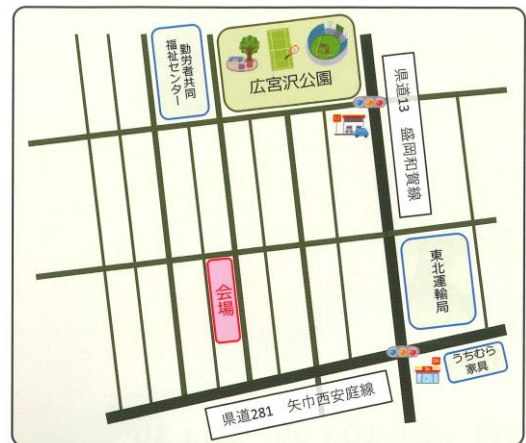 勤労者共同
福祉センター
広宮沢公園
県道13 盛岡和賀線
東北運輸局
会場
うちむら
家具
県道281 矢巾西安庭線